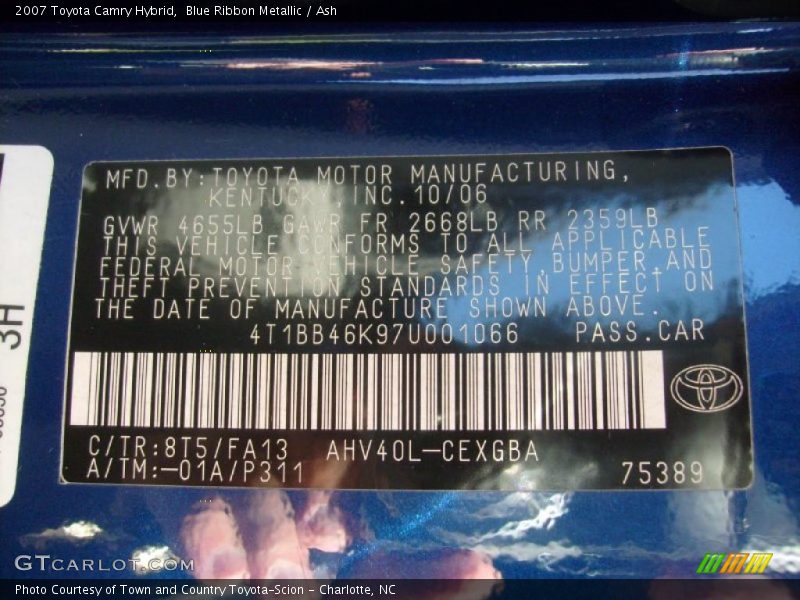 2007 Toyota Camry Hybrid, Blue Ribbon Metallic / Ash
MFD.BY:TOYOTA MOTOR MANUFACTURING,
KENTUCKY,INC.10/06
GVWR 4655LB GAWR FR 2668LB RR 2359LB
THIS VEHICLE CONFORMS TO ALL APPLICABLE
FEDERAL MOTOR VEHICLE SAFETY,BUMPER,AND
THEFT PREVENTION STANDARDS IN EFFECT ON
THE DATE OF MANUFACTURE SHOWN ABOVE.
4T1BB46K97U001066 PASS.CAR
C/TR:8T5/FA13 AHV40L-CEXGBA
A/TM:-01A/P311 75389
3H
GTCARLOT.COM
Photo Courtesy of Town and Country Toyota-Scion - Charlotte, NC